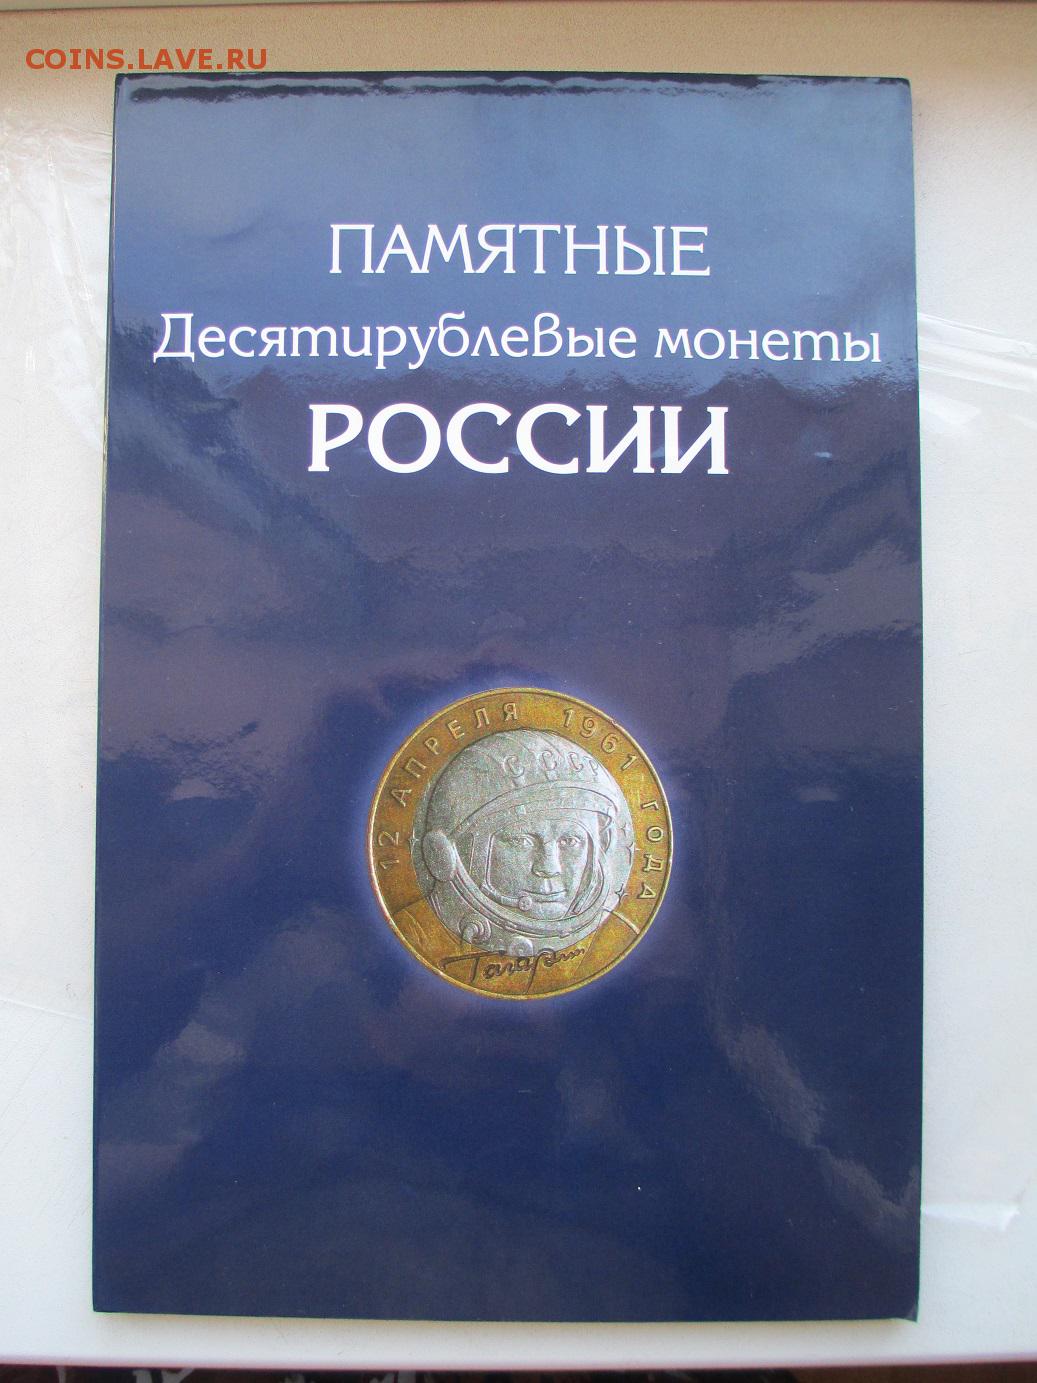 COINS.LAVE.RU
ПАМЯТНЫЕ
Десятирублевые монеты
РОССИИ
12 АПРЕЛЯ 1961 ГОДА
СССР
Гагарин